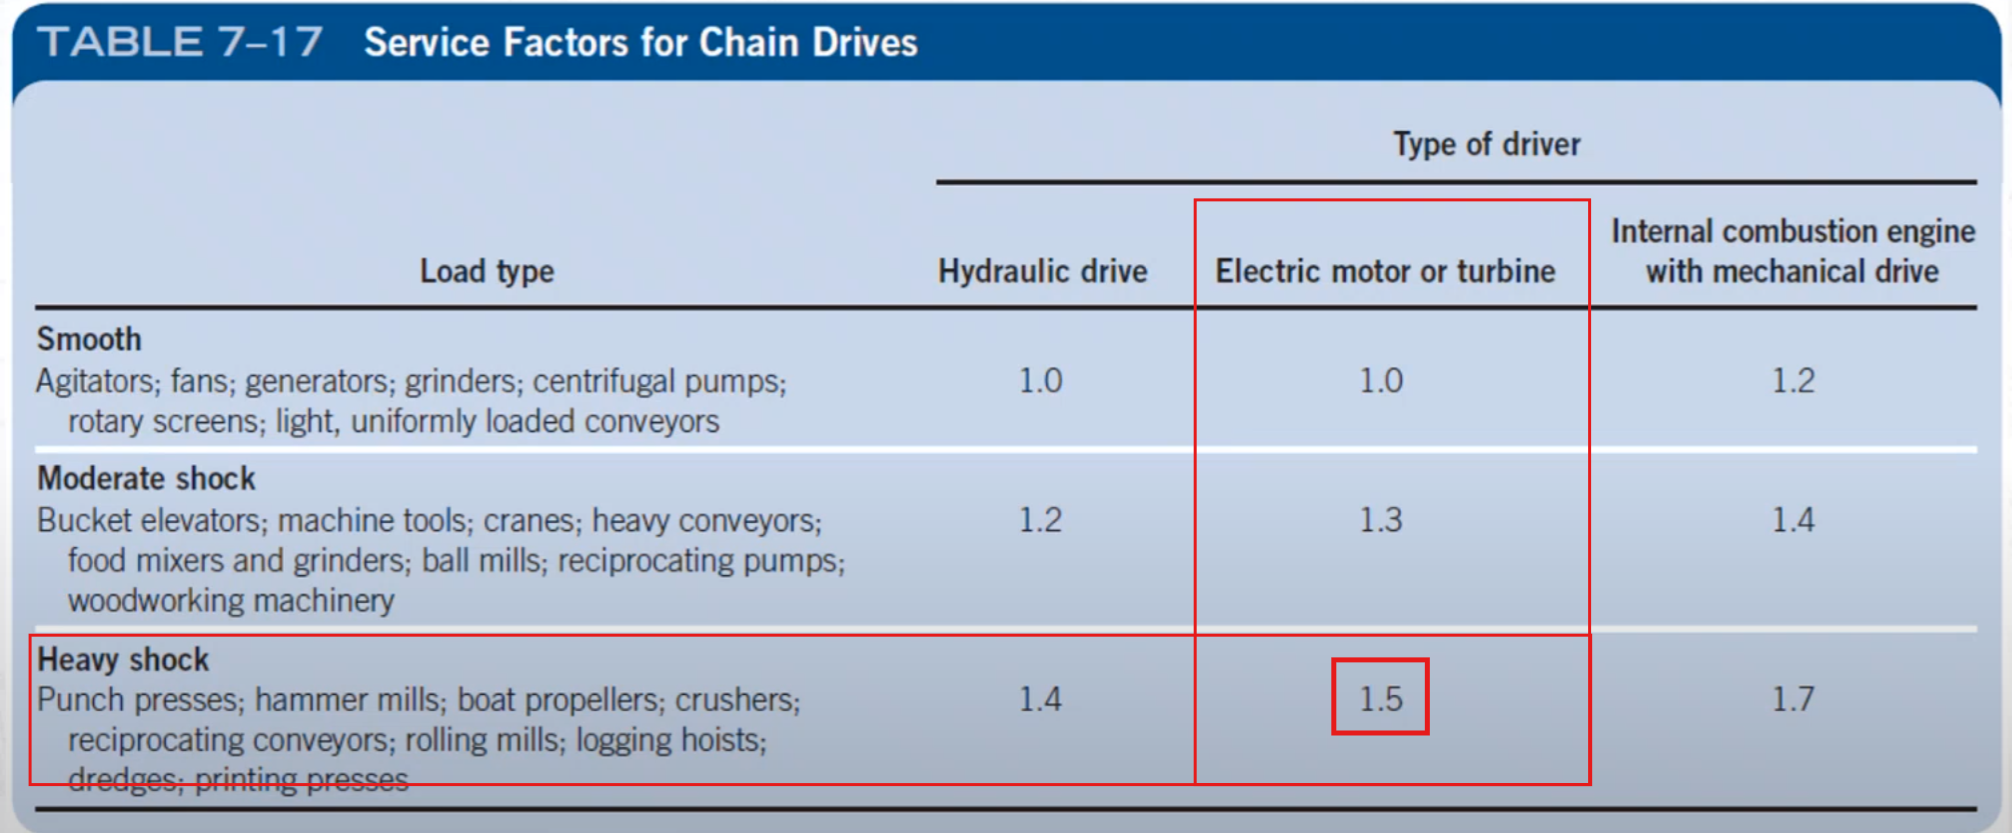 TABLE 7–17 Service Factors for Chain Drives
Type of driver
Load type Hydraulic drive Electric motor or turbine Internal combustion engine with mechanical drive
Smooth
Agitators; fans; generators; grinders; centrifugal pumps; 1.0 1.0 1.2
rotary screens; light, uniformly loaded conveyors
Moderate shock
Bucket elevators; machine tools; cranes; heavy conveyors; 1.2 1.3 1.4
food mixers and grinders; ball mills; reciprocating pumps;
woodworking machinery
Heavy shock
Punch presses; hammer mills; boat propellers; crushers; 1.4 1.5 1.7
reciprocating conveyors; rolling mills; logging hoists;
dredges; printing presses